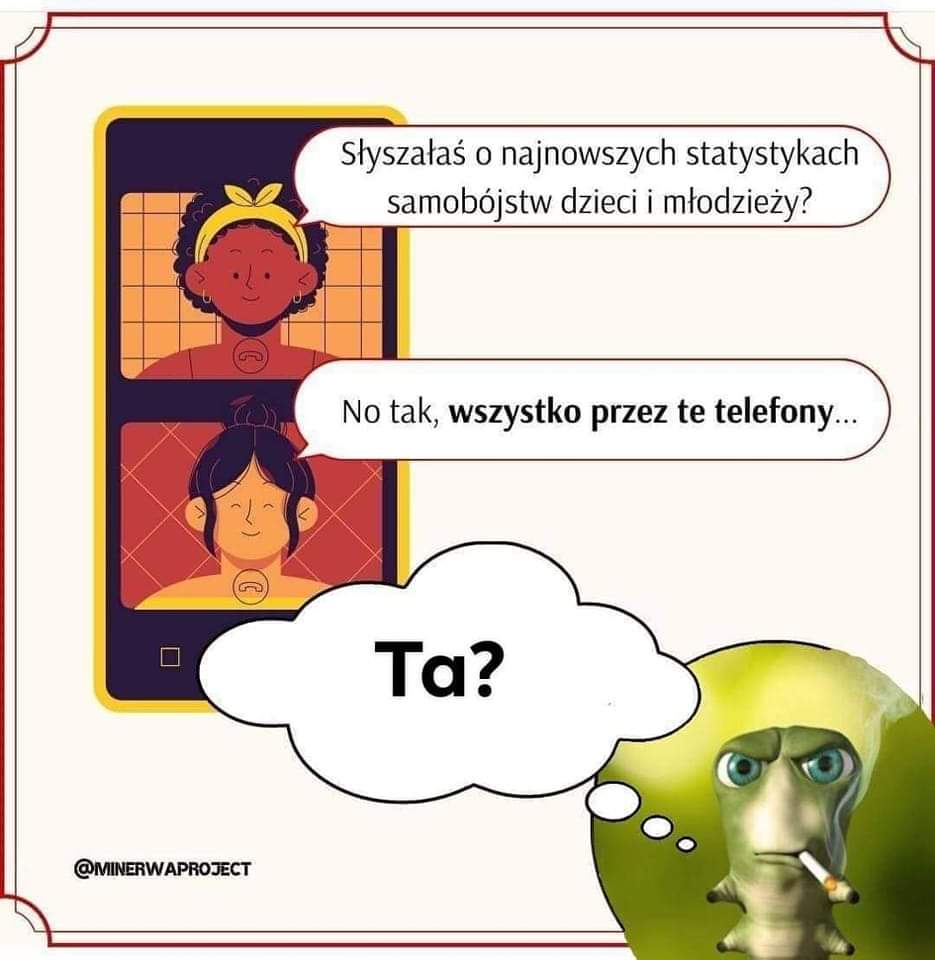 Słyszałaś o najnowszych statystykach
samobójstw dzieci i młodzieży?
No tak, wszystko przez te telefony...
Ta?
@MINERWAPROJECT